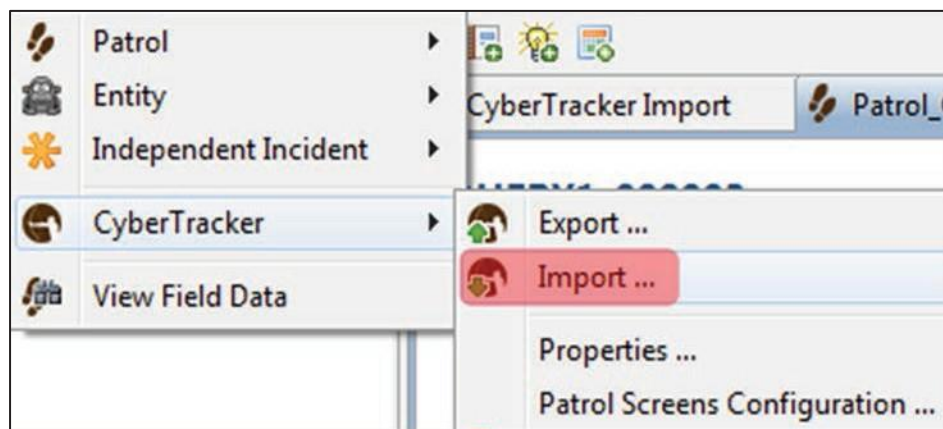 Patrol
Entity
Independent Incident
CyberTracker
View Field Data
CyberTracker Import
Patrol_
Export ...
Import ...
Properties ...
Patrol Screens Configuration ...